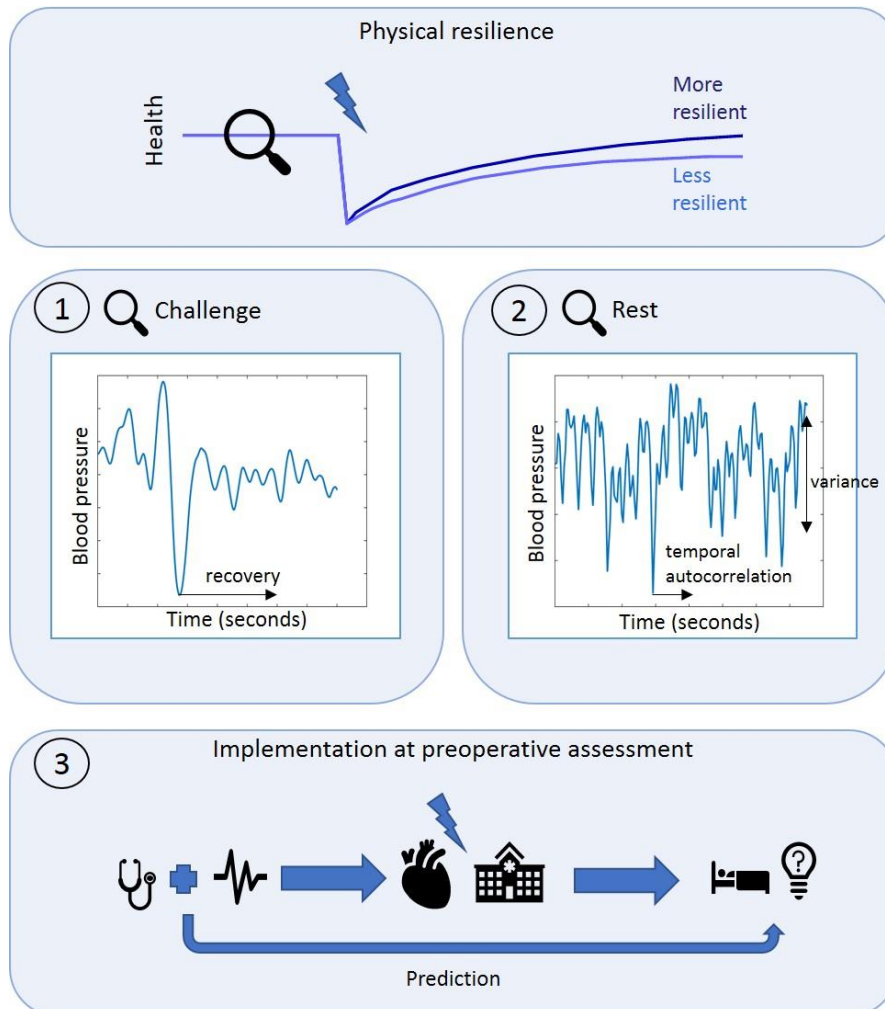 Physical resilience
Health
More
resilient
Less
resilient
1
Challenge
Blood pressure
recovery
Time (seconds)
2
Rest
Blood pressure
variance
temporal
autocorrelation
Time (seconds)
3
Implementation at preoperative assessment
?
Prediction